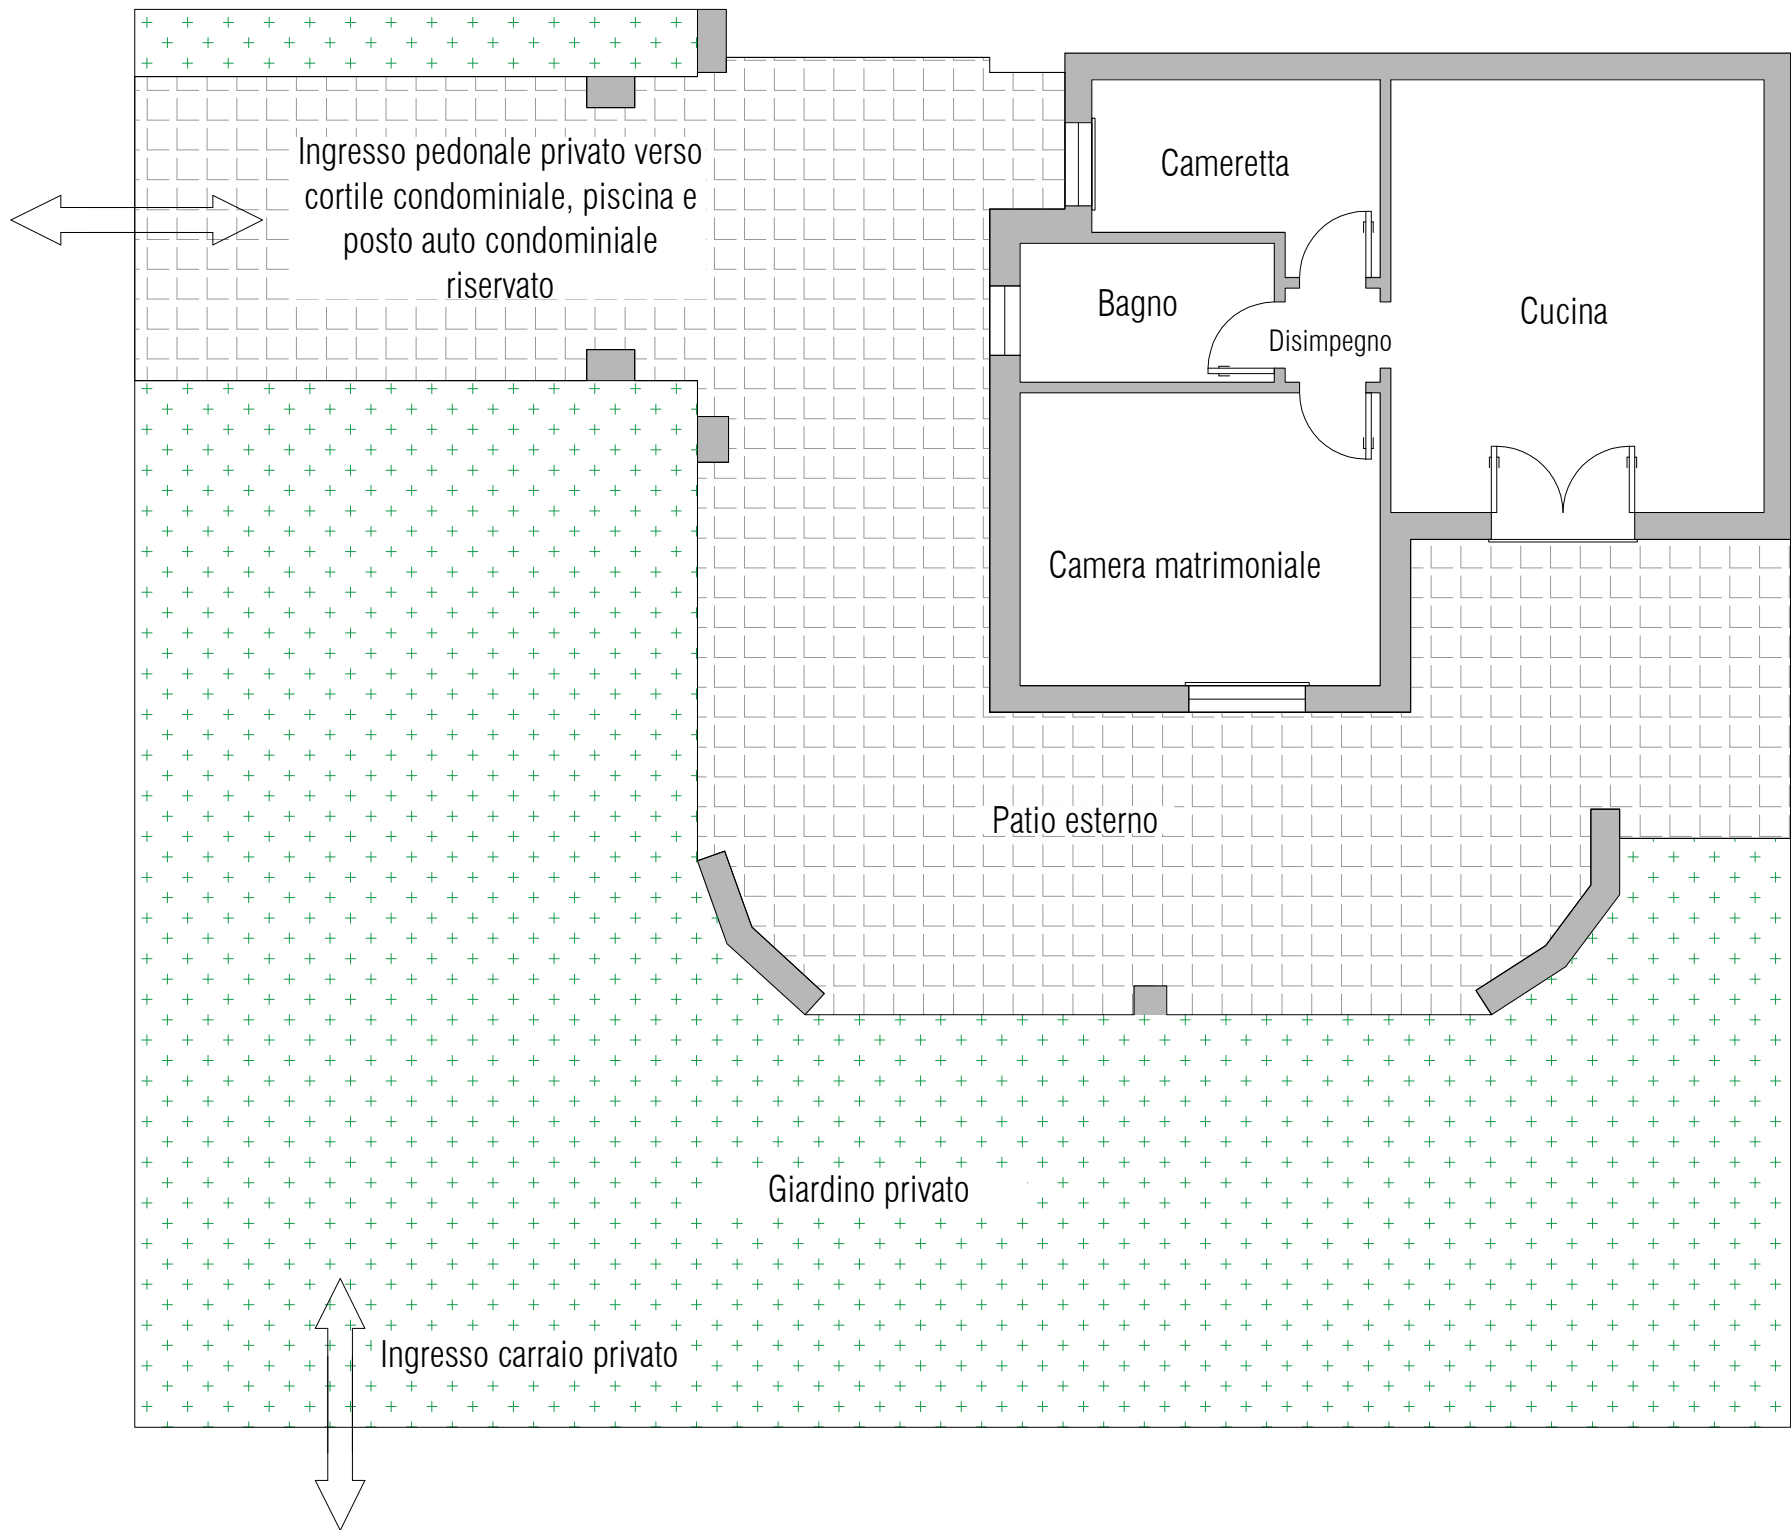 Ingresso pedonale privato verso
cortile condominiale, piscina e
posto auto condominiale
riservato
Cameretta
Bagno
Disimpegno
Cucina
Camera matrimoniale
Patio esterno
Giardino privato
Ingresso carraio privato